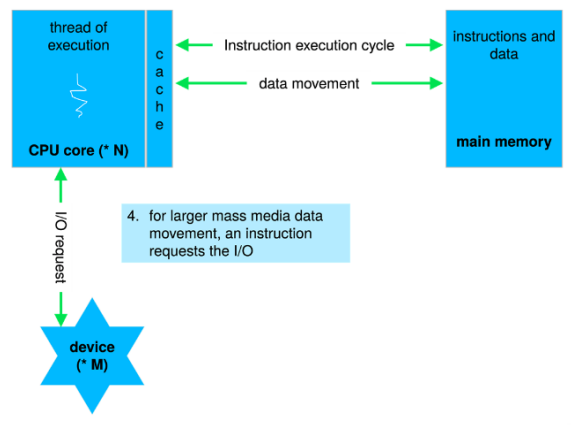 thread of
execution
cache
CPU core (* N)
Instruction execution cycle
data movement
instructions and
data
main memory
I/O request
4. for larger mass media data
movement, an instruction
requests the I/O
device
(* M)